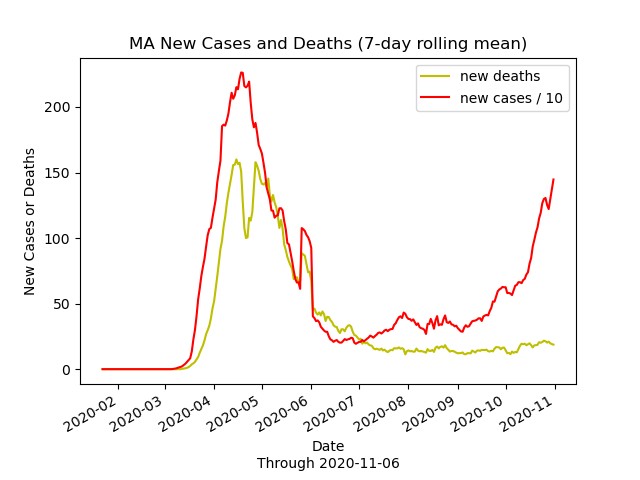 MA New Cases and Deaths (7-day rolling mean)
new deaths
new cases / 10
200
150
100
50
0
New Cases or Deaths
2020-02
2020-03
2020-04
2020-05
2020-06
2020-07
2020-08
2020-09
2020-10
2020-11
Date
Through 2020-11-06